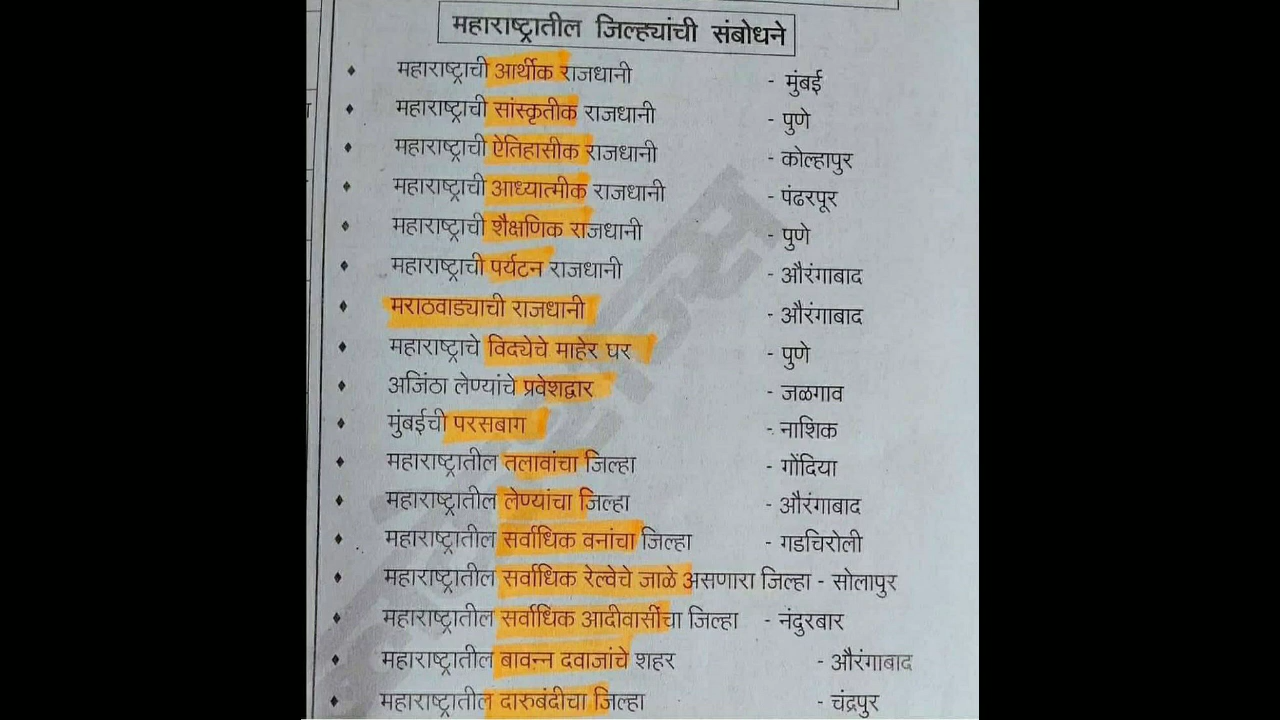 महाराष्ट्रातील जिल्ह्यांची संबोधने
महाराष्ट्राची आर्थीक राजधानी - मुंबई
महाराष्ट्राची सांस्कृतीक राजधानी - पुणे
महाराष्ट्राची ऐतिहासीक राजधानी - कोल्हापुर
महाराष्ट्राची आध्यात्मीक राजधानी - पंढरपूर
महाराष्ट्राची शैक्षणिक राजधानी - पुणे
महाराष्ट्राची पर्यटन राजधानी - औरंगाबाद
मराठवाड्याची राजधानी - औरंगाबाद
महाराष्ट्राचे विद्येचे माहेर घर - पुणे
अजिंठा लेण्यांचे प्रवेशद्वार - जळगाव
मुंबईची परसबाग - नाशिक
महाराष्ट्रातील तलावांचा जिल्हा - गोंदिया
महाराष्ट्रातील लेण्यांचा जिल्हा - औरंगाबाद
महाराष्ट्रातील सर्वाधिक वनांचा जिल्हा - गडचिरोली
महाराष्ट्रातील सर्वाधिक रेल्वेचे जाळे असणारा जिल्हा - सोलापुर
महाराष्ट्रातील सर्वाधिक आदीवासींचा जिल्हा - नंदुरबार
महाराष्ट्रातील बावन्न दवाजांचे शहर - औरंगाबाद
महाराष्ट्रातील दारुबंदीचा जिल्हा - चंद्रपुर